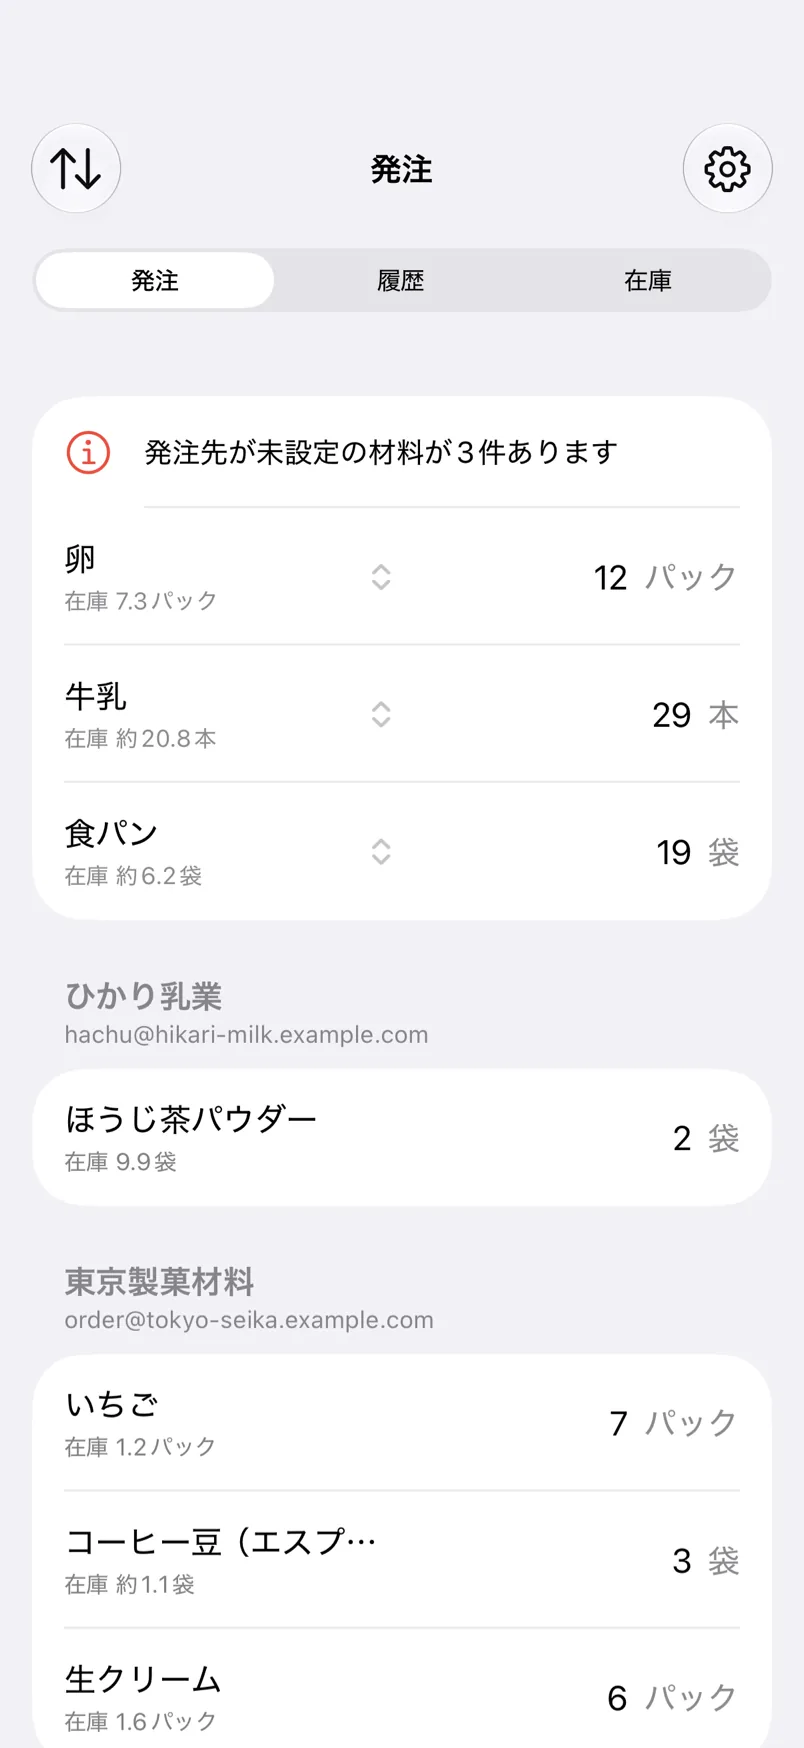 発注
発注
履歴
在庫
発注先が未設定の材料が3件あります
卵
在庫 7.3パック
12 パック
牛乳
在庫 約20.8本
29 本
食パン
在庫 約6.2袋
19 袋
ひかり乳業
hachu@hikari-milk.example.com
ほうじ茶パウダー
在庫 9.9袋
2 袋
東京製菓材料
order@tokyo-seika.example.com
いちご
在庫 1.2パック
7 パック
コーヒー豆（エスプ…
在庫 約1.1袋
3 袋
生クリーム
在庫 1.6パック
6 パック